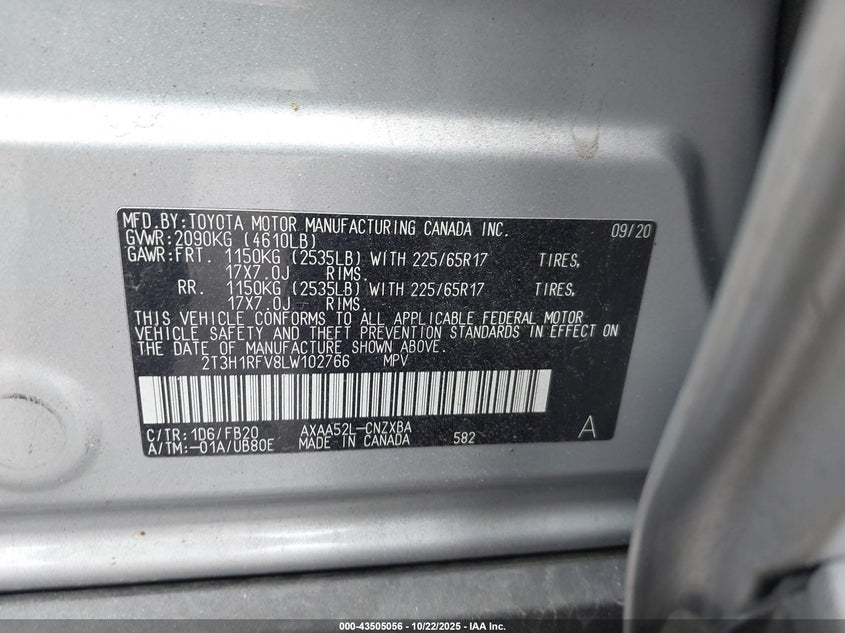 MFD.BY:TOYOTA MOTOR MANUFACTURING CANADA INC. 09/20
GVWR:2090KG (4610LB)
GAWR:FRT. 1150KG (2535LB) WITH 225/65R17 TIRES,
17X7.0J RIMS.
RR. 1150KG (2535LB) WITH 225/65R17 TIRES,
17X7.0J RIMS.
THIS VEHICLE CONFORMS TO ALL APPLICABLE FEDERAL MOTOR
VEHICLE SAFETY AND THEFT PREVENTION STANDARDS IN EFFECT ON
THE DATE OF MANUFACTURE SHOWN ABOVE.
2T3H1RFV8LW102766 MPV
C/TR:1D6/FB20 AXAA52L-CNZXBA A
A/TM:-01A/UB80E MADE IN CANADA 582
000-43505056 - 10/22/2025 - IAA Inc.